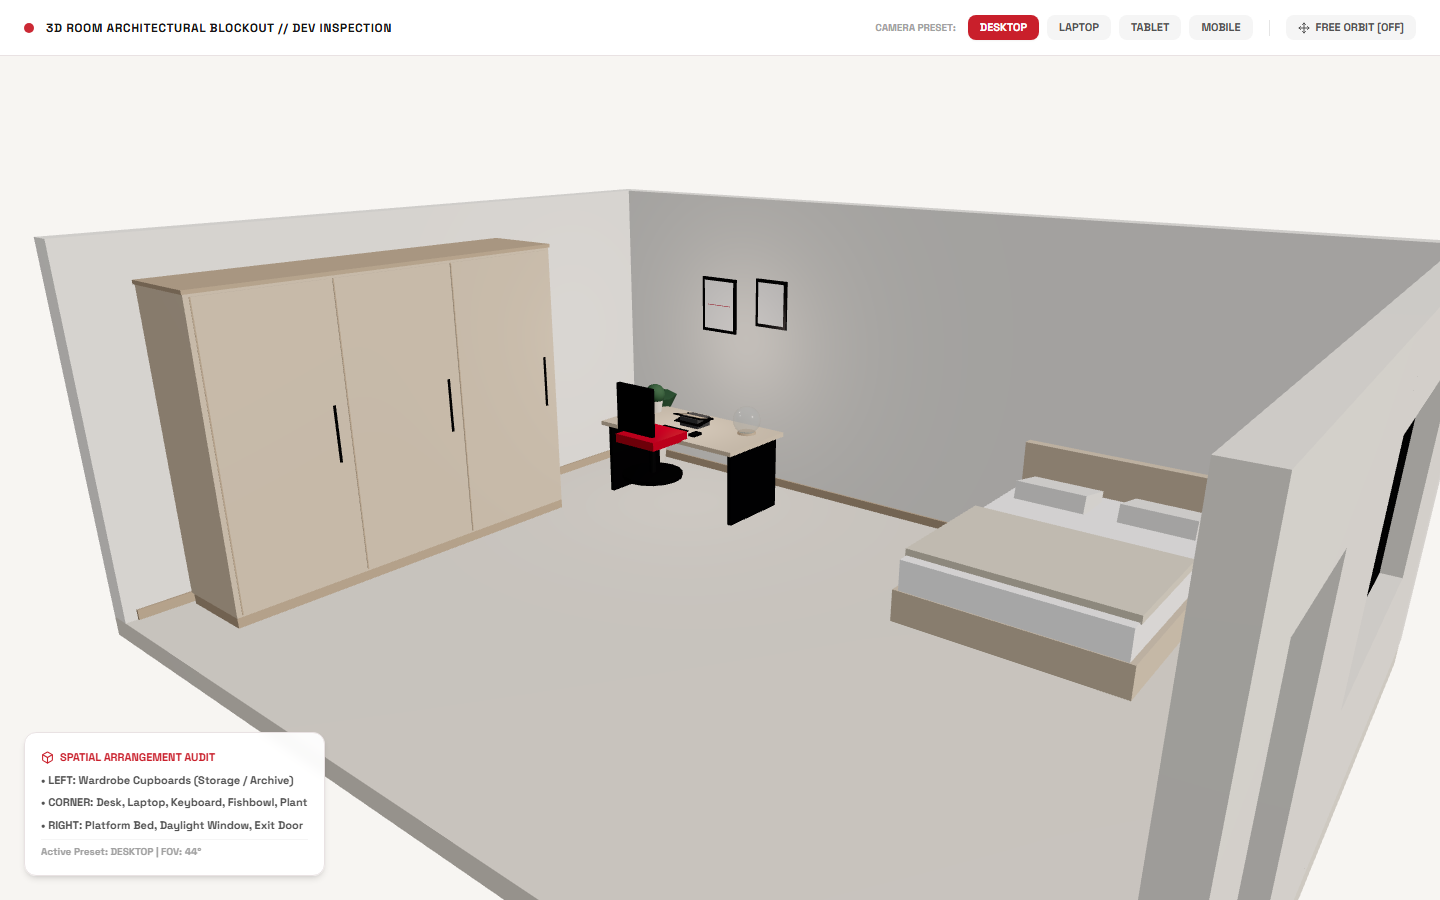 3D ROOM ARCHITECTURAL BLOCKOUT // DEV INSPECTION
CAMERA PRESET: DESKTOP LAPTOP TABLET MOBILE FREE ORBIT [OFF]
SPATIAL ARRANGEMENT AUDIT
• LEFT: Wardrobe Cupboards (Storage / Archive)
• CORNER: Desk, Laptop, Keyboard, Fishbowl, Plant
• RIGHT: Platform Bed, Daylight Window, Exit Door
Active Preset: DESKTOP | FOV: 44°